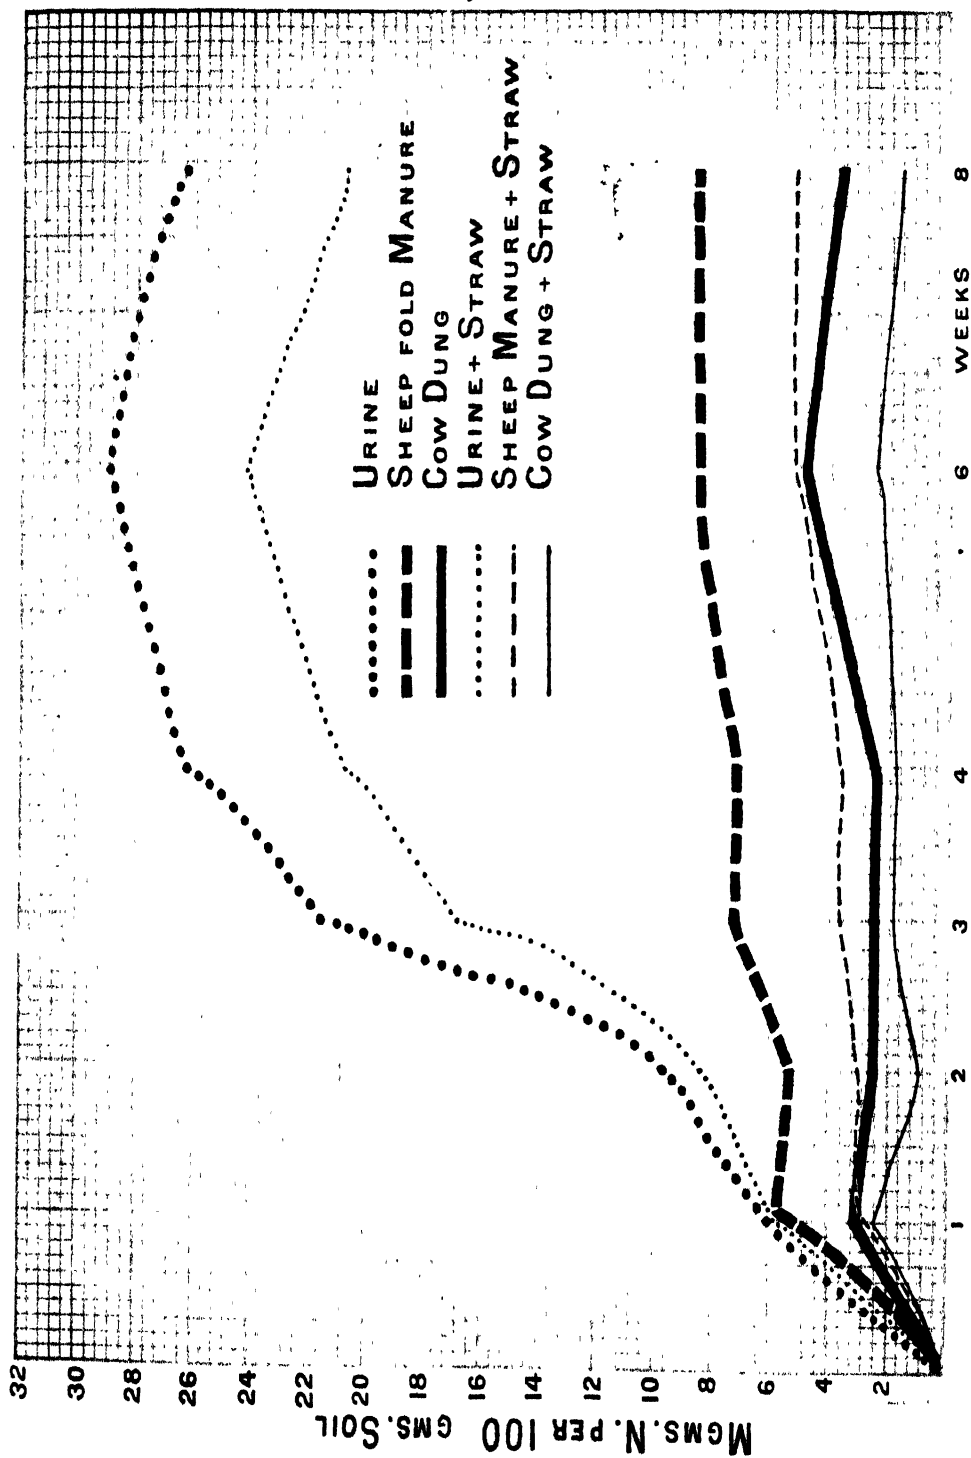 MGMS. N. PER 100 GMS. SOIL
32
30
28
26
24
22
20
18
16
14
12
10
8
6
4
2
URINE
SHEEP FOLD MANURE
COW DUNG
URINE + STRAW
SHEEP MANURE + STRAW
COW DUNG + STRAW
1
2
3
4
6
8
WEEKS